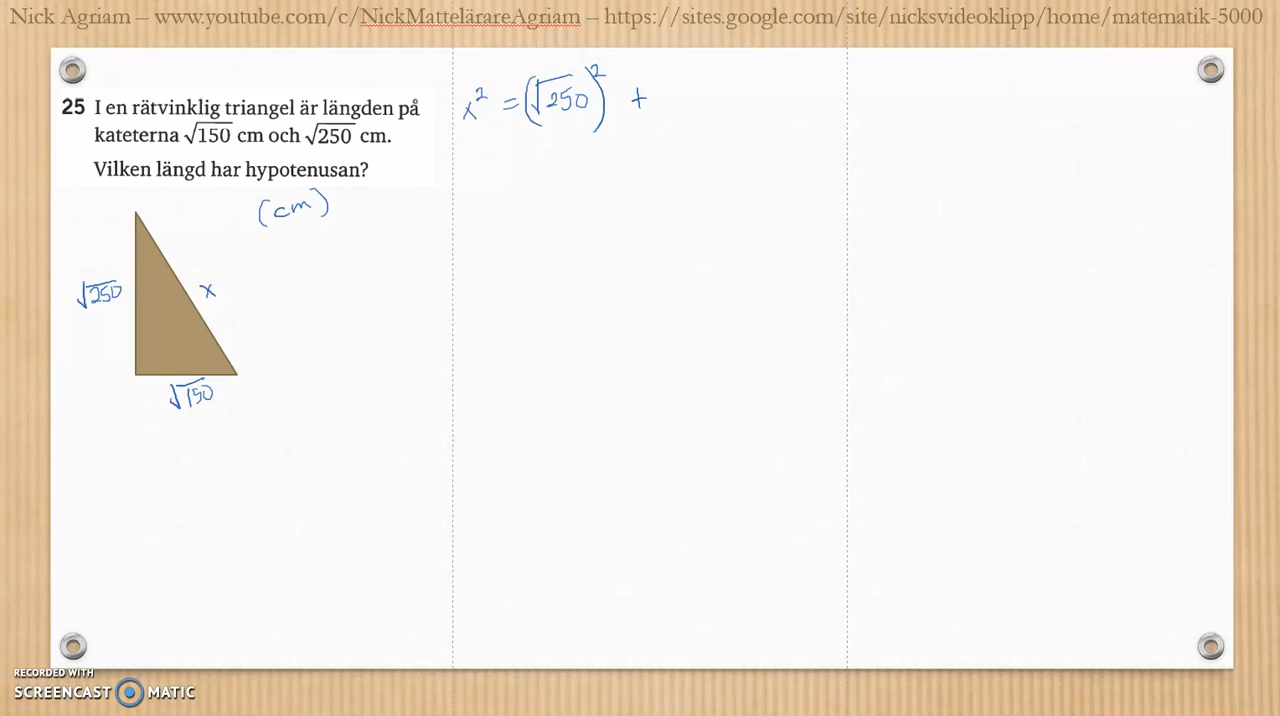 Nick Agriam – www.youtube.com/c/NickMattelärareAgriam – https://sites.google.com/site/nicksvideoklipp/home/matematik-5000
25 I en rätvinklig triangel är längden på
kateterna √150 cm och √250 cm.
Vilken längd har hypotenusan?
(cm)
√250
x
√150
x² = (√250)² +
RECORDED WITH
SCREENCAST MATIC